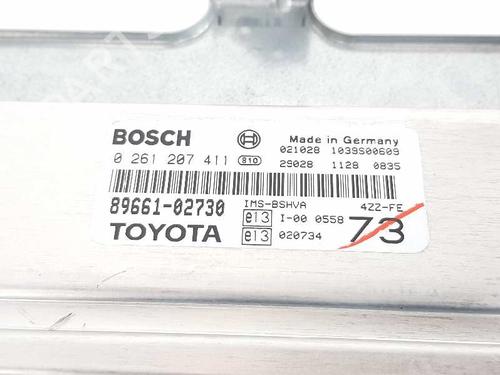 BOSCH
Made in Germany
021028 1039S00609
0 261 207 411 810
29028 1128 0835
89661-02730
IMS-BSHVA 4ZZ-FE
e13 I-00 0558
TOYOTA
e13 020734
73